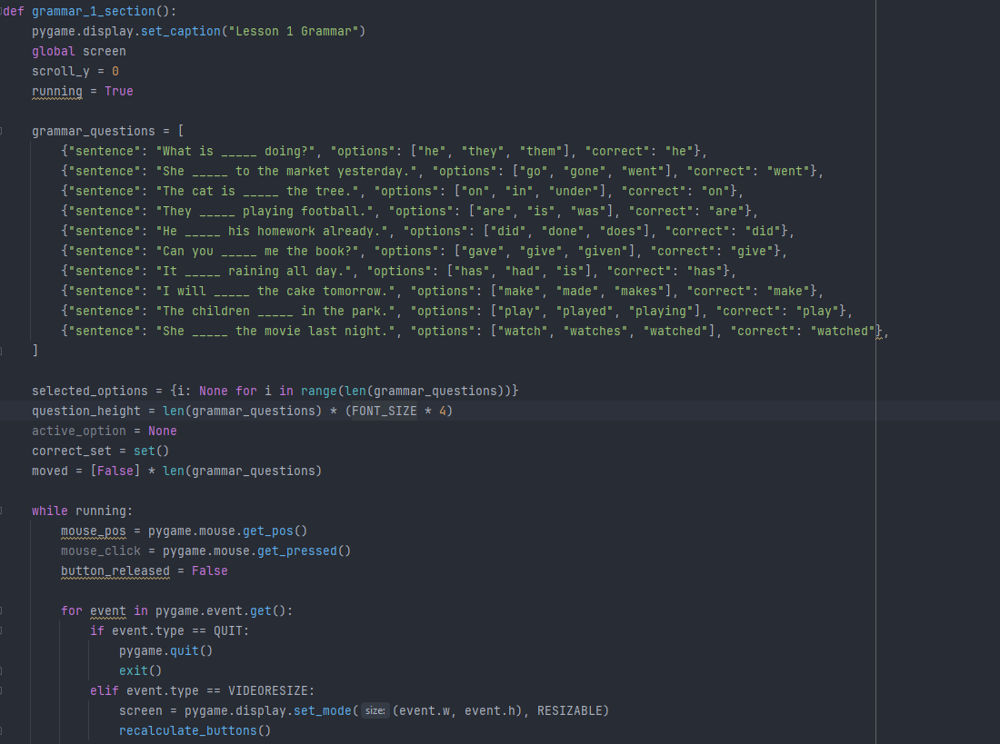 def grammar_1_section():
    pygame.display.set_caption("Lesson 1 Grammar")
    global screen
    scroll_y = 0
    running = True

    grammar_questions = [
        {"sentence": "What is _____ doing?", "options": ["he", "they", "them"], "correct": "he"},
        {"sentence": "She _____ to the market yesterday.", "options": ["go", "gone", "went"], "correct": "went"},
        {"sentence": "The cat is _____ the tree.", "options": ["on", "in", "under"], "correct": "on"},
        {"sentence": "They _____ playing football.", "options": ["are", "is", "was"], "correct": "are"},
        {"sentence": "He _____ his homework already.", "options": ["did", "done", "does"], "correct": "did"},
        {"sentence": "Can you _____ me the book?", "options": ["gave", "give", "given"], "correct": "give"},
        {"sentence": "It _____ raining all day.", "options": ["has", "had", "is"], "correct": "has"},
        {"sentence": "I will _____ the cake tomorrow.", "options": ["make", "made", "makes"], "correct": "make"},
        {"sentence": "The children _____ in the park.", "options": ["play", "played", "playing"], "correct": "play"},
        {"sentence": "She _____ the movie last night.", "options": ["watch", "watches", "watched"], "correct": "watched"},
    ]

    selected_options = {i: None for i in range(len(grammar_questions))}
    question_height = len(grammar_questions) * (FONT_SIZE * 4)
    active_option = None
    correct_set = set()
    moved = [False] * len(grammar_questions)

    while running:
        mouse_pos = pygame.mouse.get_pos()
        mouse_click = pygame.mouse.get_pressed()
        button_released = False

        for event in pygame.event.get():
            if event.type == QUIT:
                pygame.quit()
                exit()
            elif event.type == VIDEORESIZE:
                screen = pygame.display.set_mode( size: (event.w, event.h), RESIZABLE)
                recalculate_buttons()